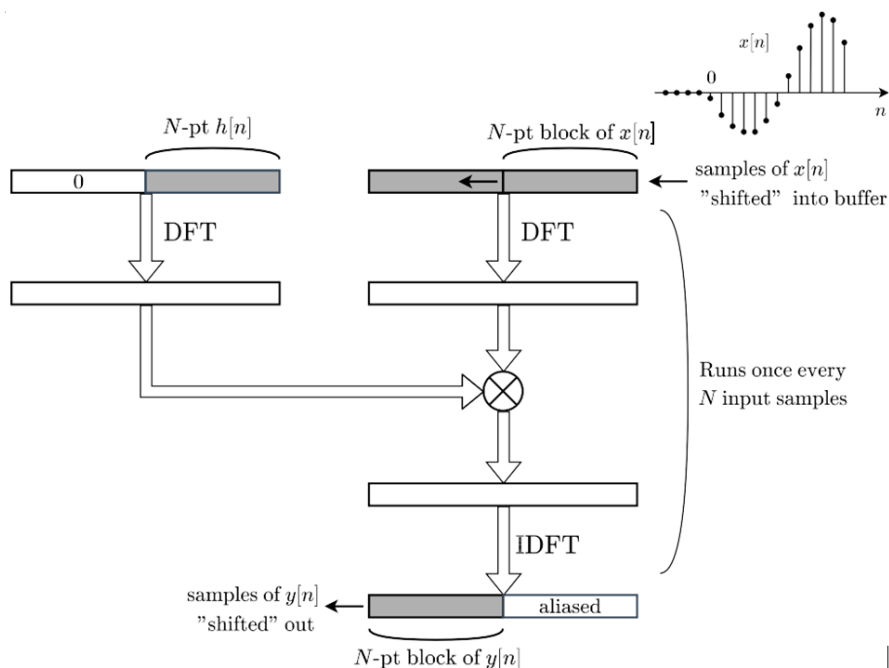 x[n]
0
n
N-pt h[n]
N-pt block of x[n]
0
samples of x[n]
"shifted" into buffer
DFT
DFT
Runs once every
N input samples
IDFT
samples of y[n]
"shifted" out
aliased
N-pt block of y[n]